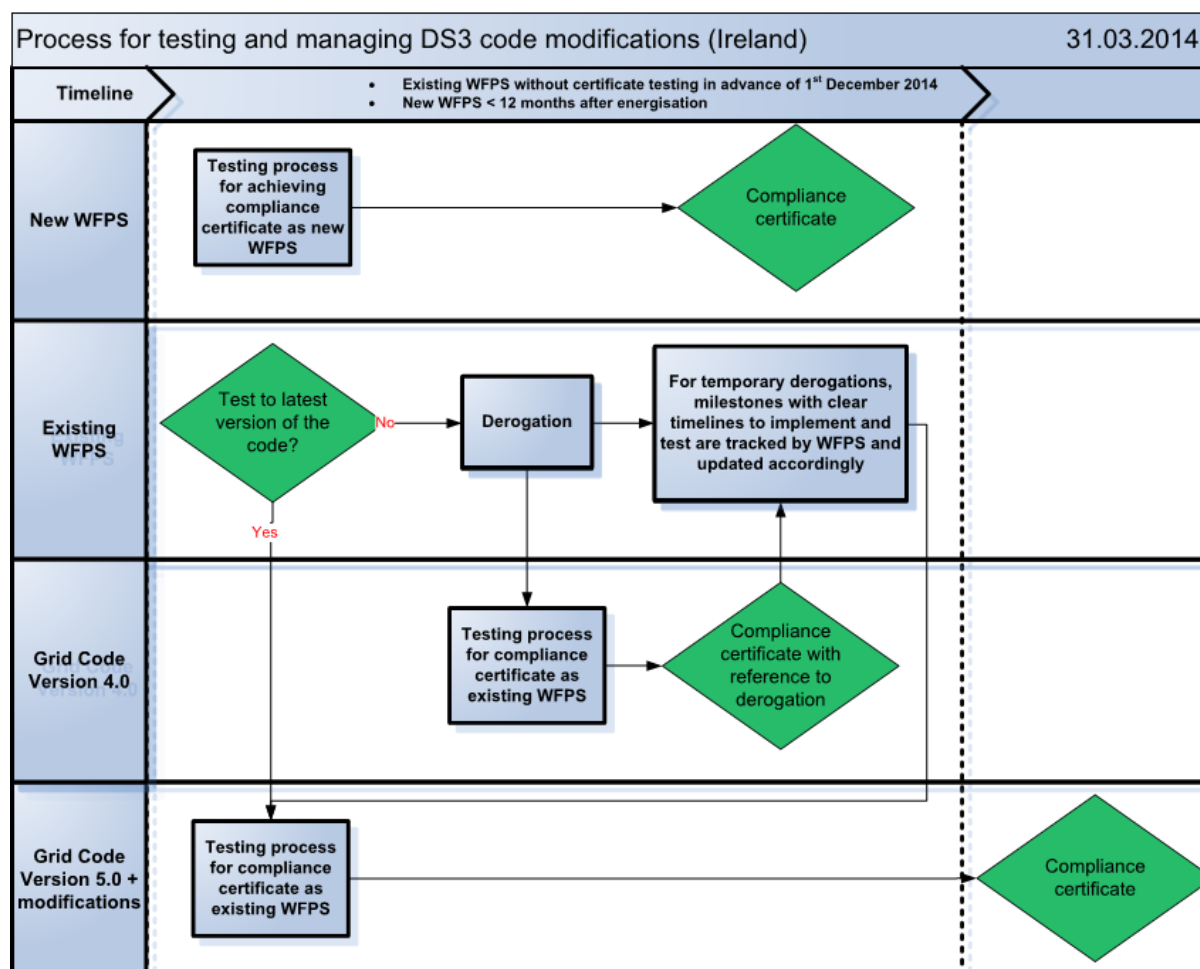 Process for testing and managing DS3 code modifications (Ireland) 31.03.2014
Timeline
• Existing WFPS without certificate testing in advance of 1st December 2014
• New WFPS < 12 months after energisation
New WFPS
Testing process
for achieving
compliance
certificate as new
WFPS
Compliance
certificate
Existing
WFPS
Test to latest
version of the
code?
No
Yes
Derogation
For temporary derogations,
milestones with clear
timelines to implement and
test are tracked by WFPS and
updated accordingly
Grid Code
Version 4.0
Testing process
for compliance
certificate as
existing WFPS
Compliance
certificate with
reference to
derogation
Grid Code
Version 5.0 +
modifications
Testing process
for compliance
certificate as
existing WFPS
Compliance
certificate